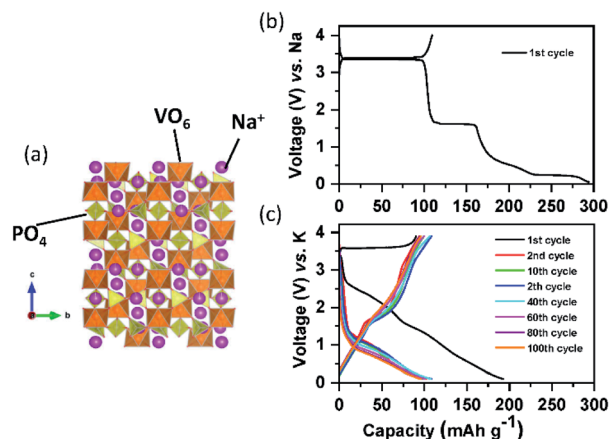 (a)
VO6
Na+
PO4
c
b
(b)
Voltage (V) vs. Na
4
3
2
1
0
1st cycle
0 50 100 150 200 250 300
(c)
Voltage (V) vs. K
4
3
2
1
0
1st cycle
2nd cycle
10th cycle
2th cycle
40th cycle
60th cycle
80th cycle
100th cycle
0 50 100 150 200 250 300
Capacity (mAh g-1)